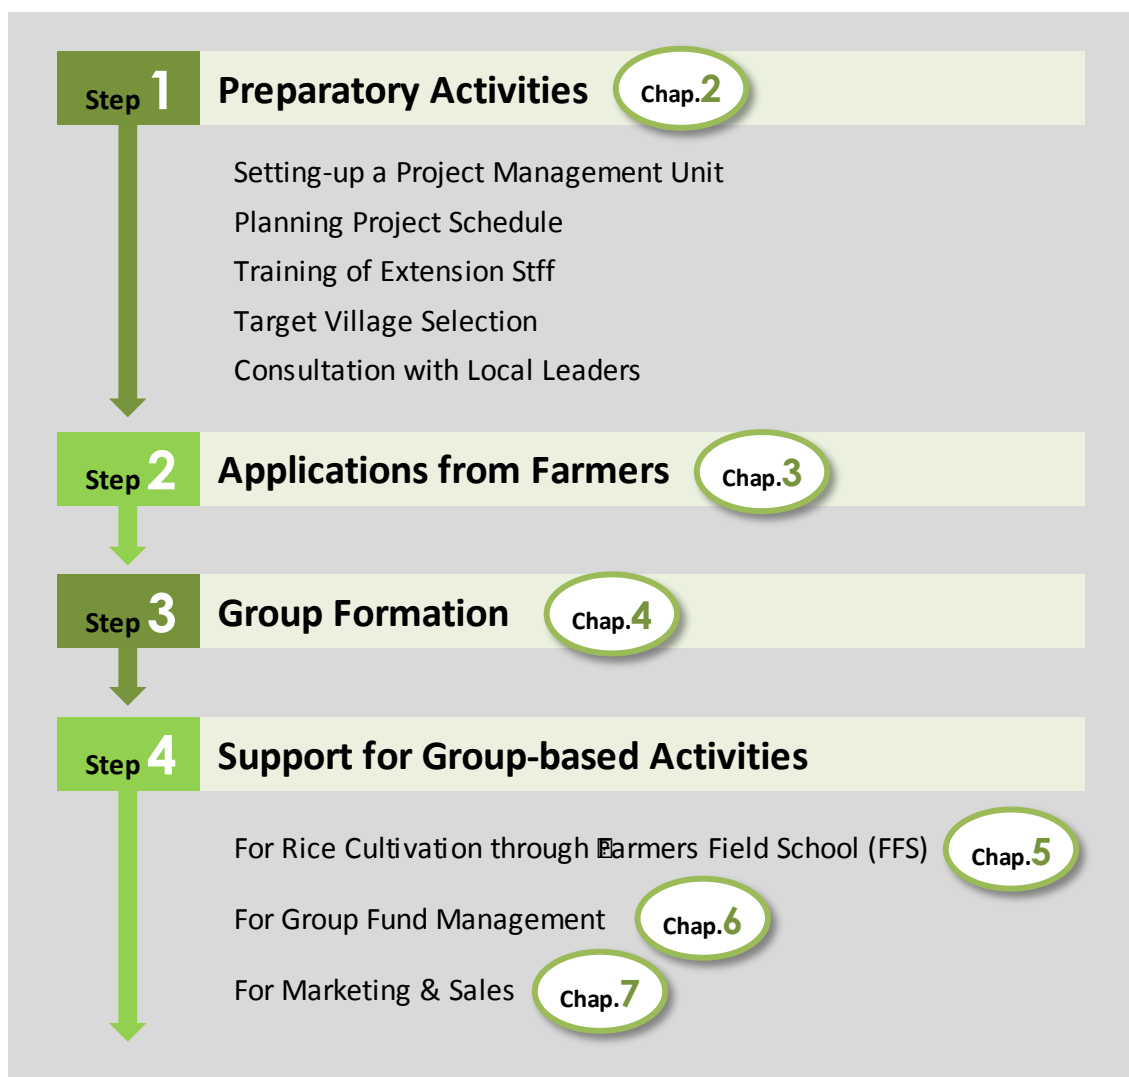 Step 1 Preparatory Activities Chap.2
Setting-up a Project Management Unit
Planning Project Schedule
Training of Extension Stff
Target Village Selection
Consultation with Local Leaders
Step 2 Applications from Farmers Chap.3
Step 3 Group Formation Chap.4
Step 4 Support for Group-based Activities
For Rice Cultivation through armers Field School (FFS) Chap.5
For Group Fund Management Chap.6
For Marketing & Sales Chap.7